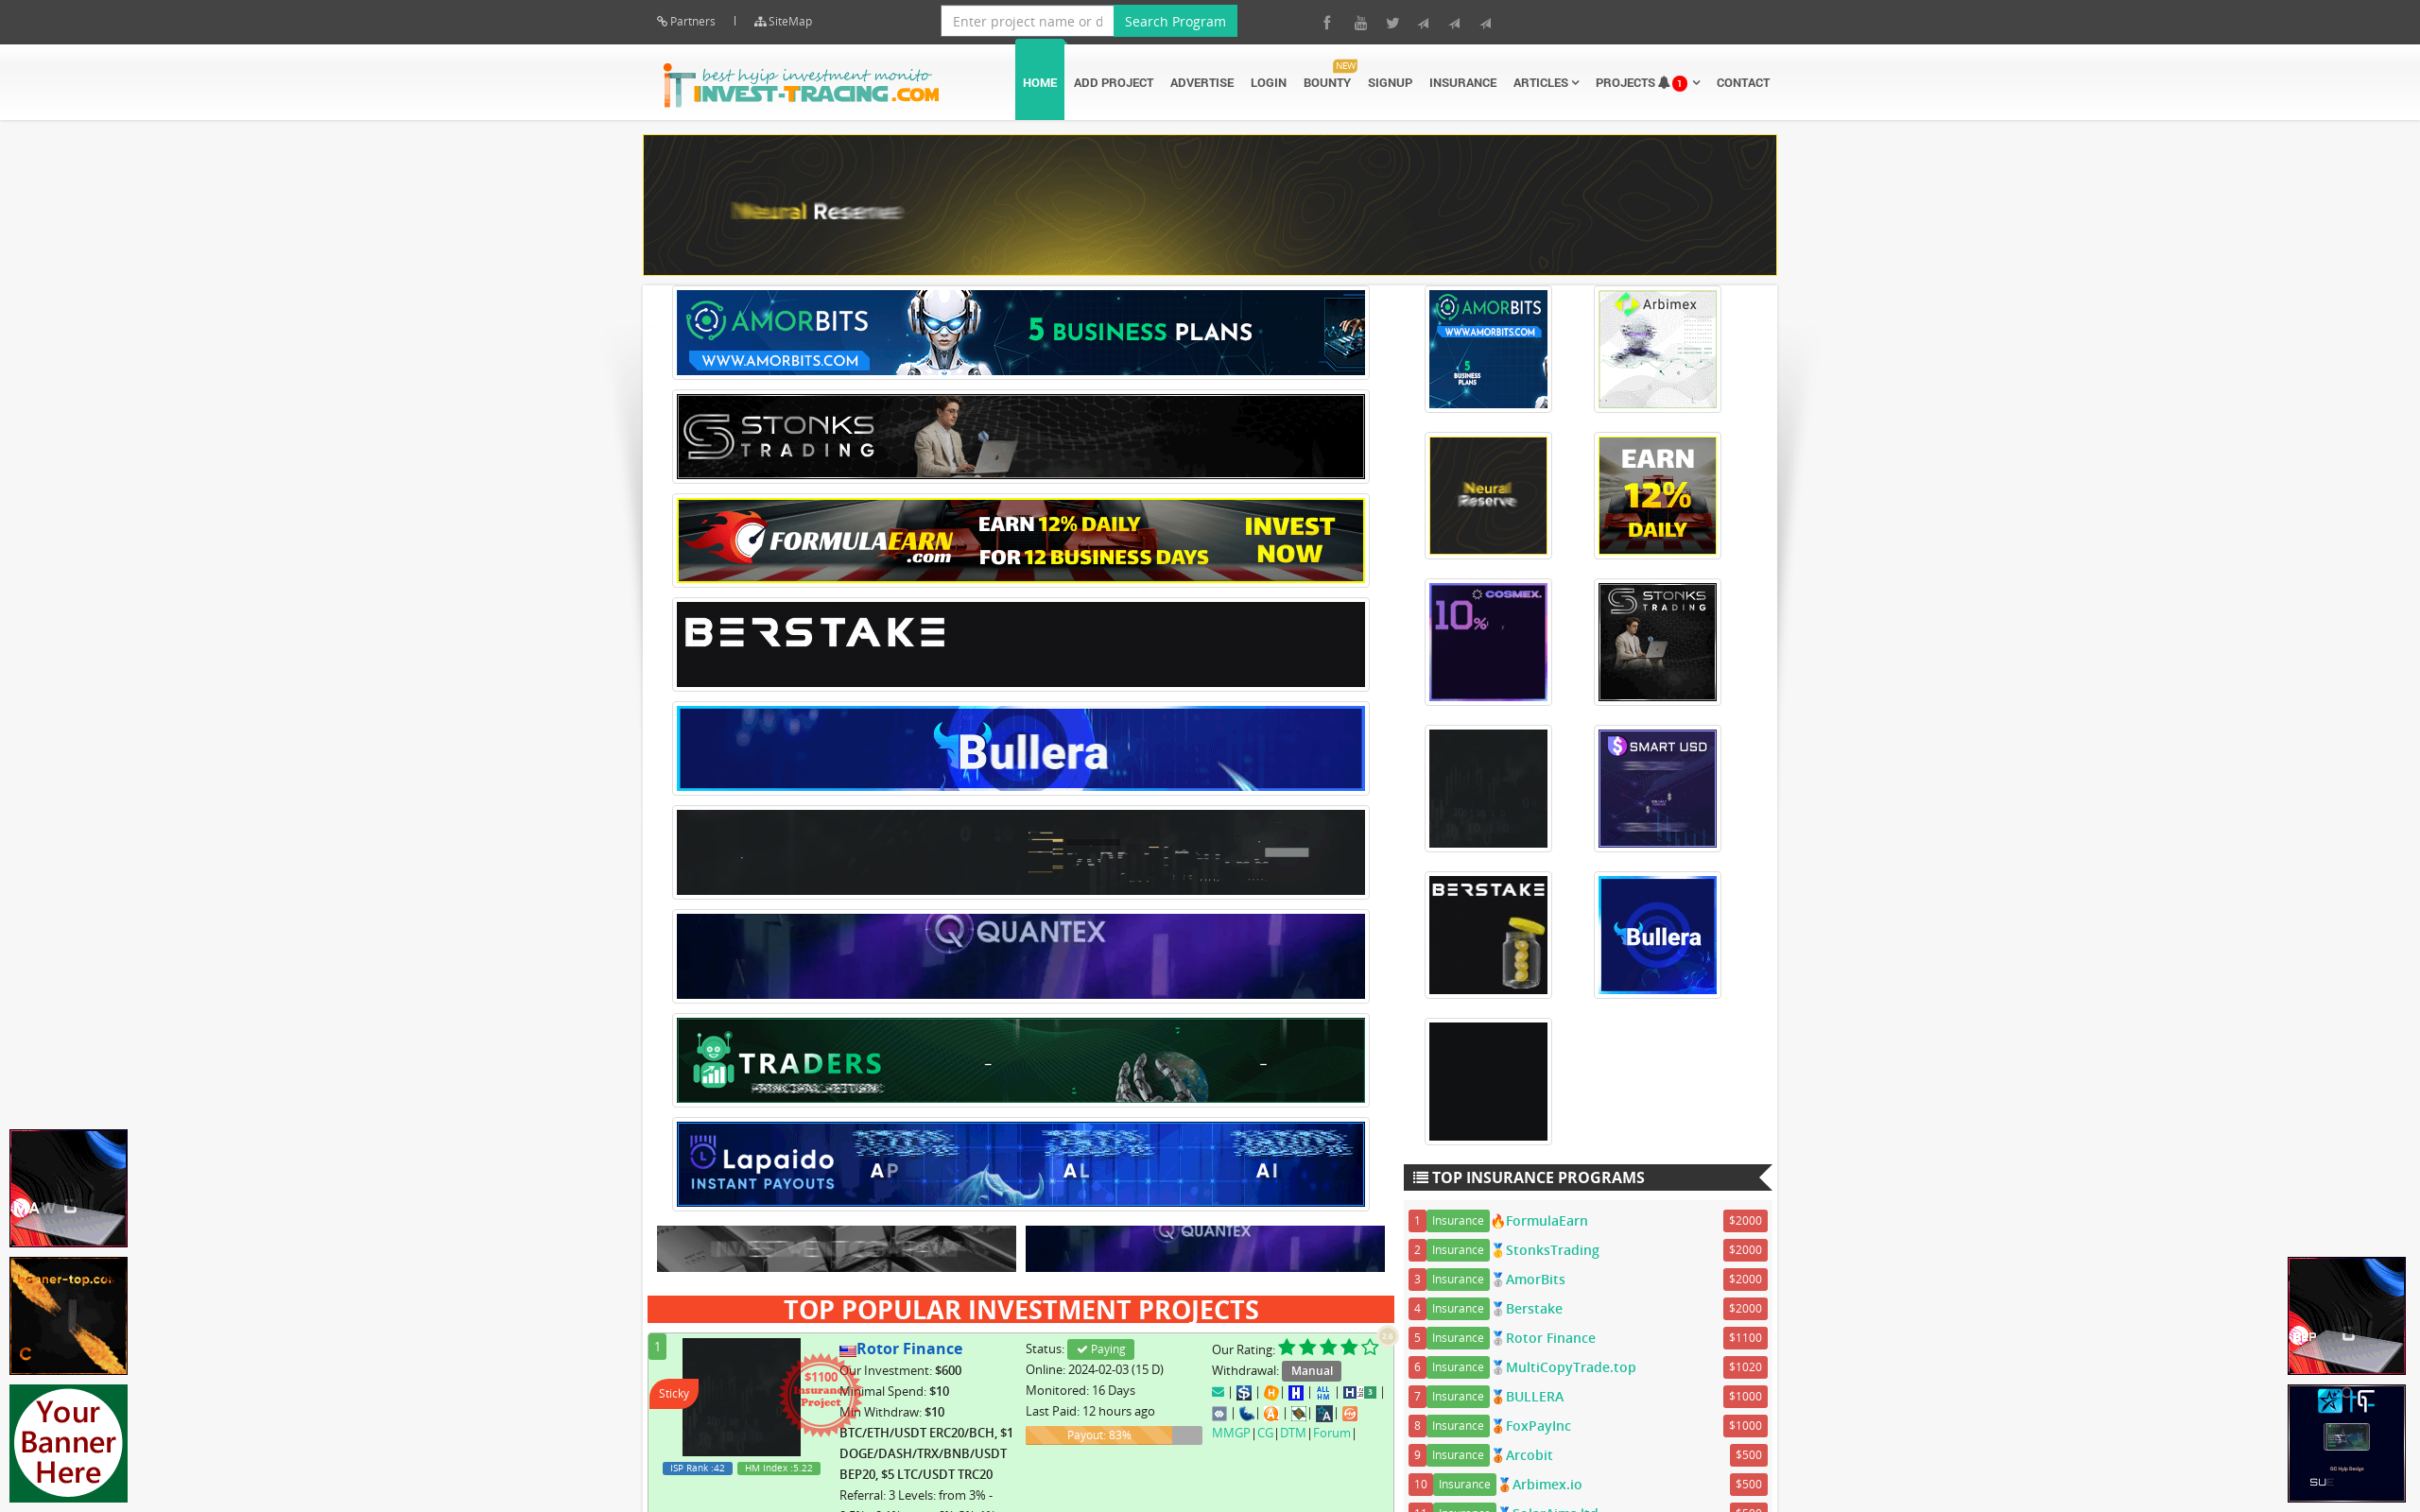 Partners | SiteMap
Enter project name or d
Search Program
best hyip investment monito
INVEST-TRACING.COM
HOME
ADD PROJECT
ADVERTISE
LOGIN
BOUNTY
NEW
SIGNUP
INSURANCE
ARTICLES
PROJECTS 1
CONTACT
Neural Reserve
AMORBITS
WWW.AMORBITS.COM
5 BUSINESS PLANS
STONKS
TRADING
FORMULAEARN
.com
EARN 12% DAILY
FOR 12 BUSINESS DAYS
INVEST
NOW
BERSTAKE
Bullera
QUANTEX
TRADERS
Lapaido
INSTANT PAYOUTS
AP
AL
AI
QUANTEX
AMORBITS
WWW.AMORBITS.COM
5
BUSINESS
PLANS
Arbimex
Neural
Reserve
EARN
12%
DAILY
COSMEX.
10%
STONKS
TRADING
SMART USD
BERSTAKE
Bullera
TOP INSURANCE PROGRAMS
1 Insurance FormulaEarn $2000
2 Insurance StonksTrading $2000
3 Insurance AmorBits $2000
4 Insurance Berstake $2000
5 Insurance Rotor Finance $1100
6 Insurance MultiCopyTrade.top $1020
7 Insurance BULLERA $1000
8 Insurance FoxPayInc $1000
9 Insurance Arcobit $500
10 Insurance Arbimex.io $500
TOP POPULAR INVESTMENT PROJECTS
1
Sticky
ISP Rank :42
HM Index :5.22
$1100
Insurance
Project
Rotor Finance
Our Investment: $600
Minimal Spend: $10
Min Withdraw: $10
BTC/ETH/USDT ERC20/BCH, $1
DOGE/DASH/TRX/BNB/USDT
BEP20, $5 LTC/USDT TRC20
Referral: 3 Levels: from 3% -
Status: Paying
Online: 2024-02-03 (15 D)
Monitored: 16 Days
Last Paid: 12 hours ago
Payout: 83%
Our Rating:
2.6
Withdrawal: Manual
MMGP|CG|DTM|Forum|
Your
Banner
Here